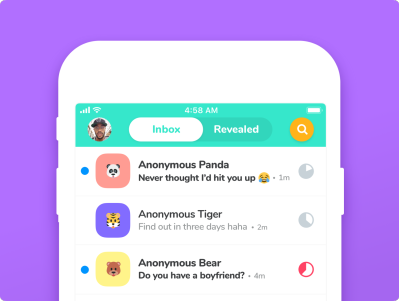 4:58 AM
Inbox Revealed
Anonymous Panda
Never thought I'd hit you up 😂 • 1m
Anonymous Tiger
Find out in three days haha • 2m
Anonymous Bear
Do you have a boyfriend? • 4m